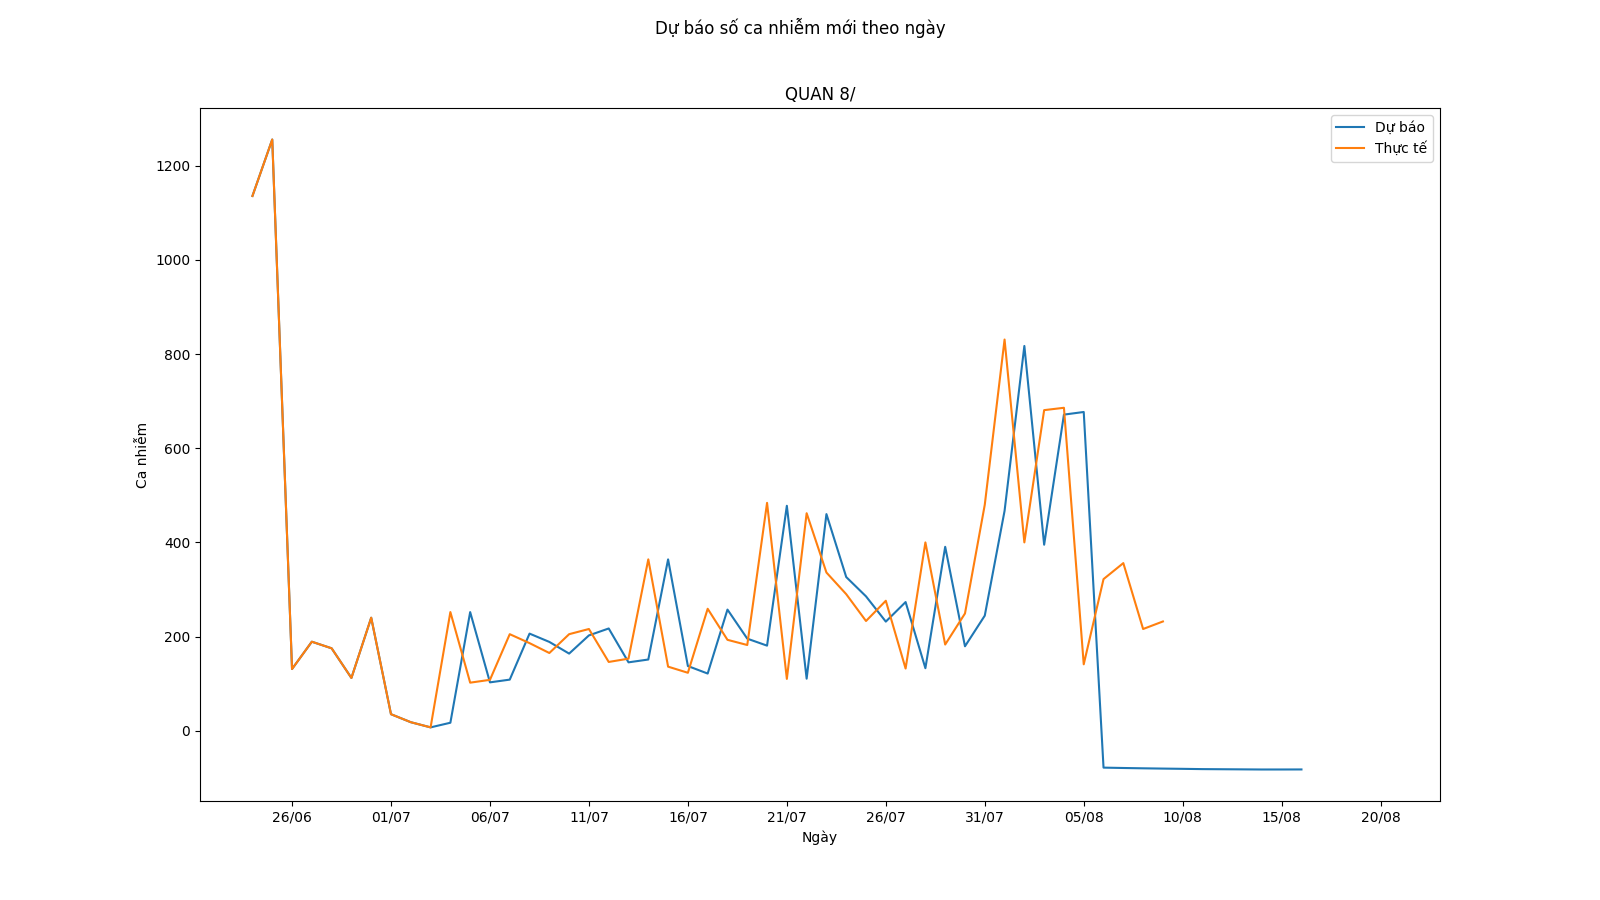 Dự báo số ca nhiễm mới theo ngày
QUAN 8/
Dự báo
Thực tế
1200
1000
800
600
400
200
0
Ca nhiễm
26/06 01/07 06/07 11/07 16/07 21/07 26/07 31/07 05/08 10/08 15/08 20/08
Ngày